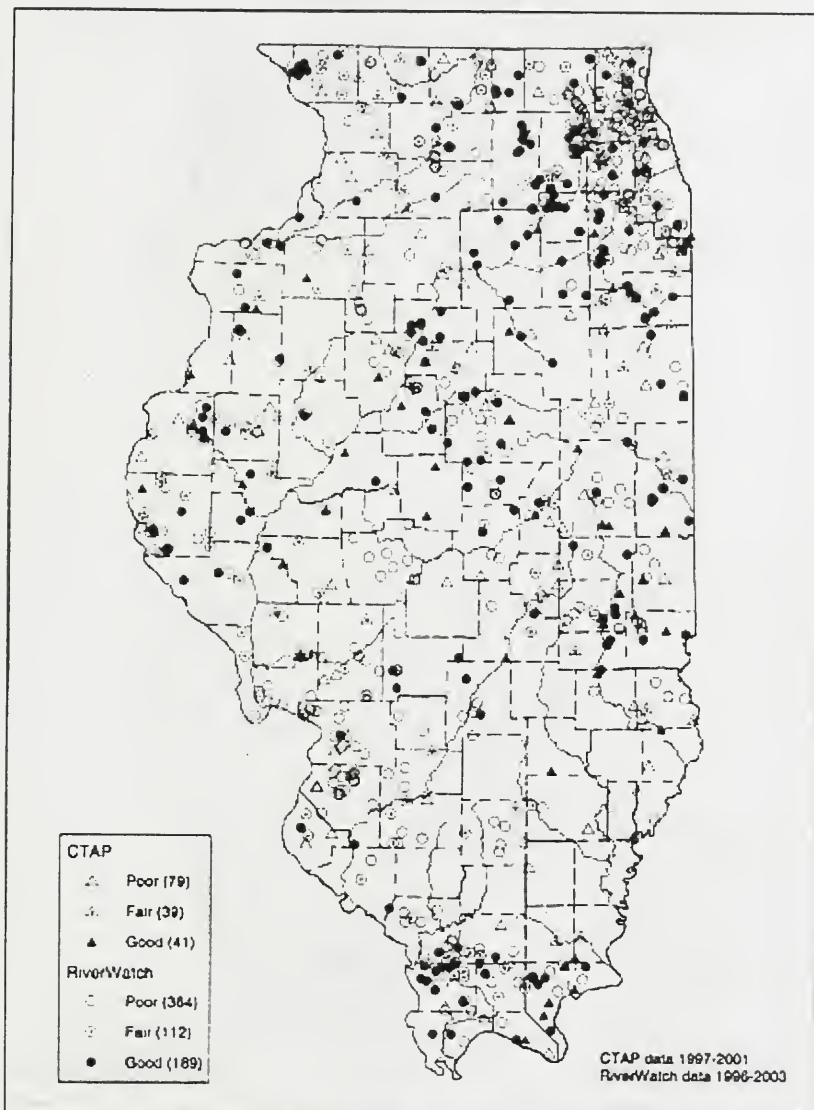 CTAP
Poor (79)
Fair (39)
Good (41)
RiverWatch
Poor (364)
Fair (112)
Good (189)
CTAP data 1997-2001
RiverWatch data 1996-2003